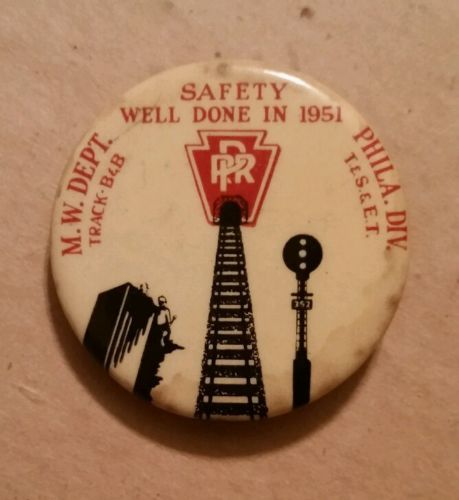 SAFETY
WELL DONE IN 1951
M.W. DEPT.
TRACK-B&B
PHILA. DIV.
T.&S.&E.T.
PRR